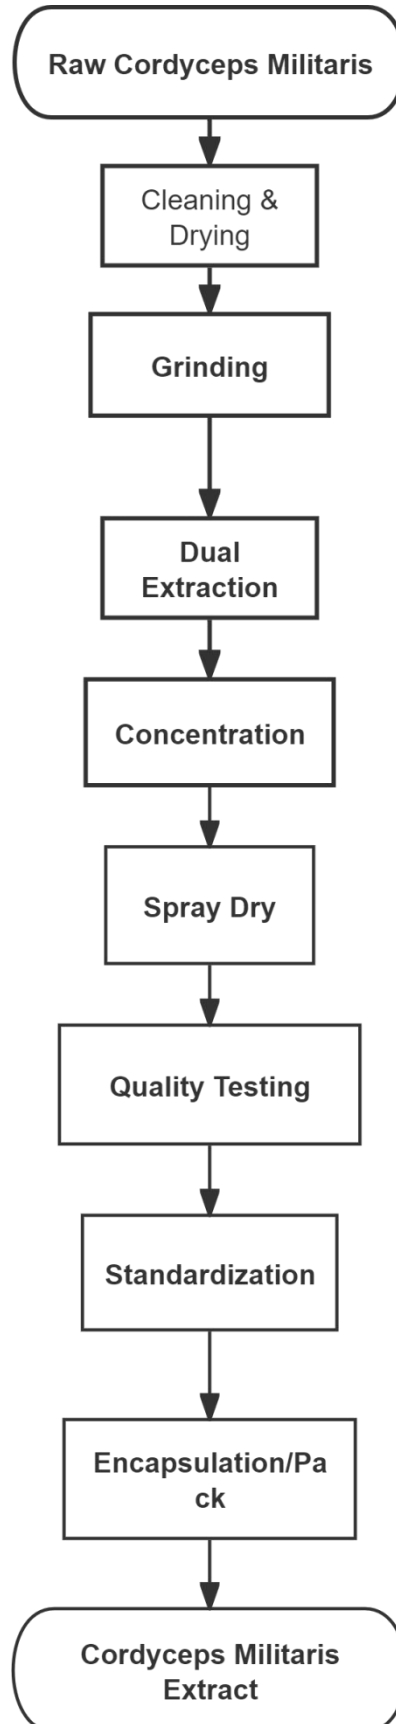 Raw Cordyceps Militaris
Cleaning &
Drying
Grinding
Dual
Extraction
Concentration
Spray Dry
Quality Testing
Standardization
Encapsulation/Pa
ck
Cordyceps Militaris
Extract